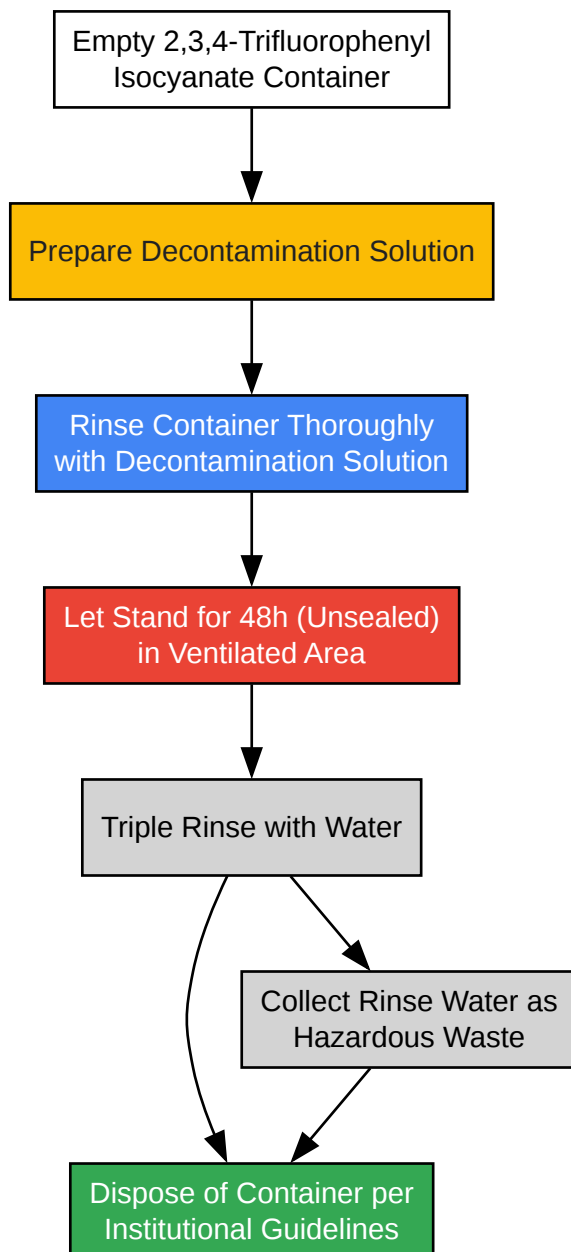 Empty 2,3,4-Trifluorophenyl
Isocyanate Container
Prepare Decontamination Solution
Rinse Container Thoroughly
with Decontamination Solution
Let Stand for 48h (Unsealed)
in Ventilated Area
Triple Rinse with Water
Collect Rinse Water as
Hazardous Waste
Dispose of Container per
Institutional Guidelines